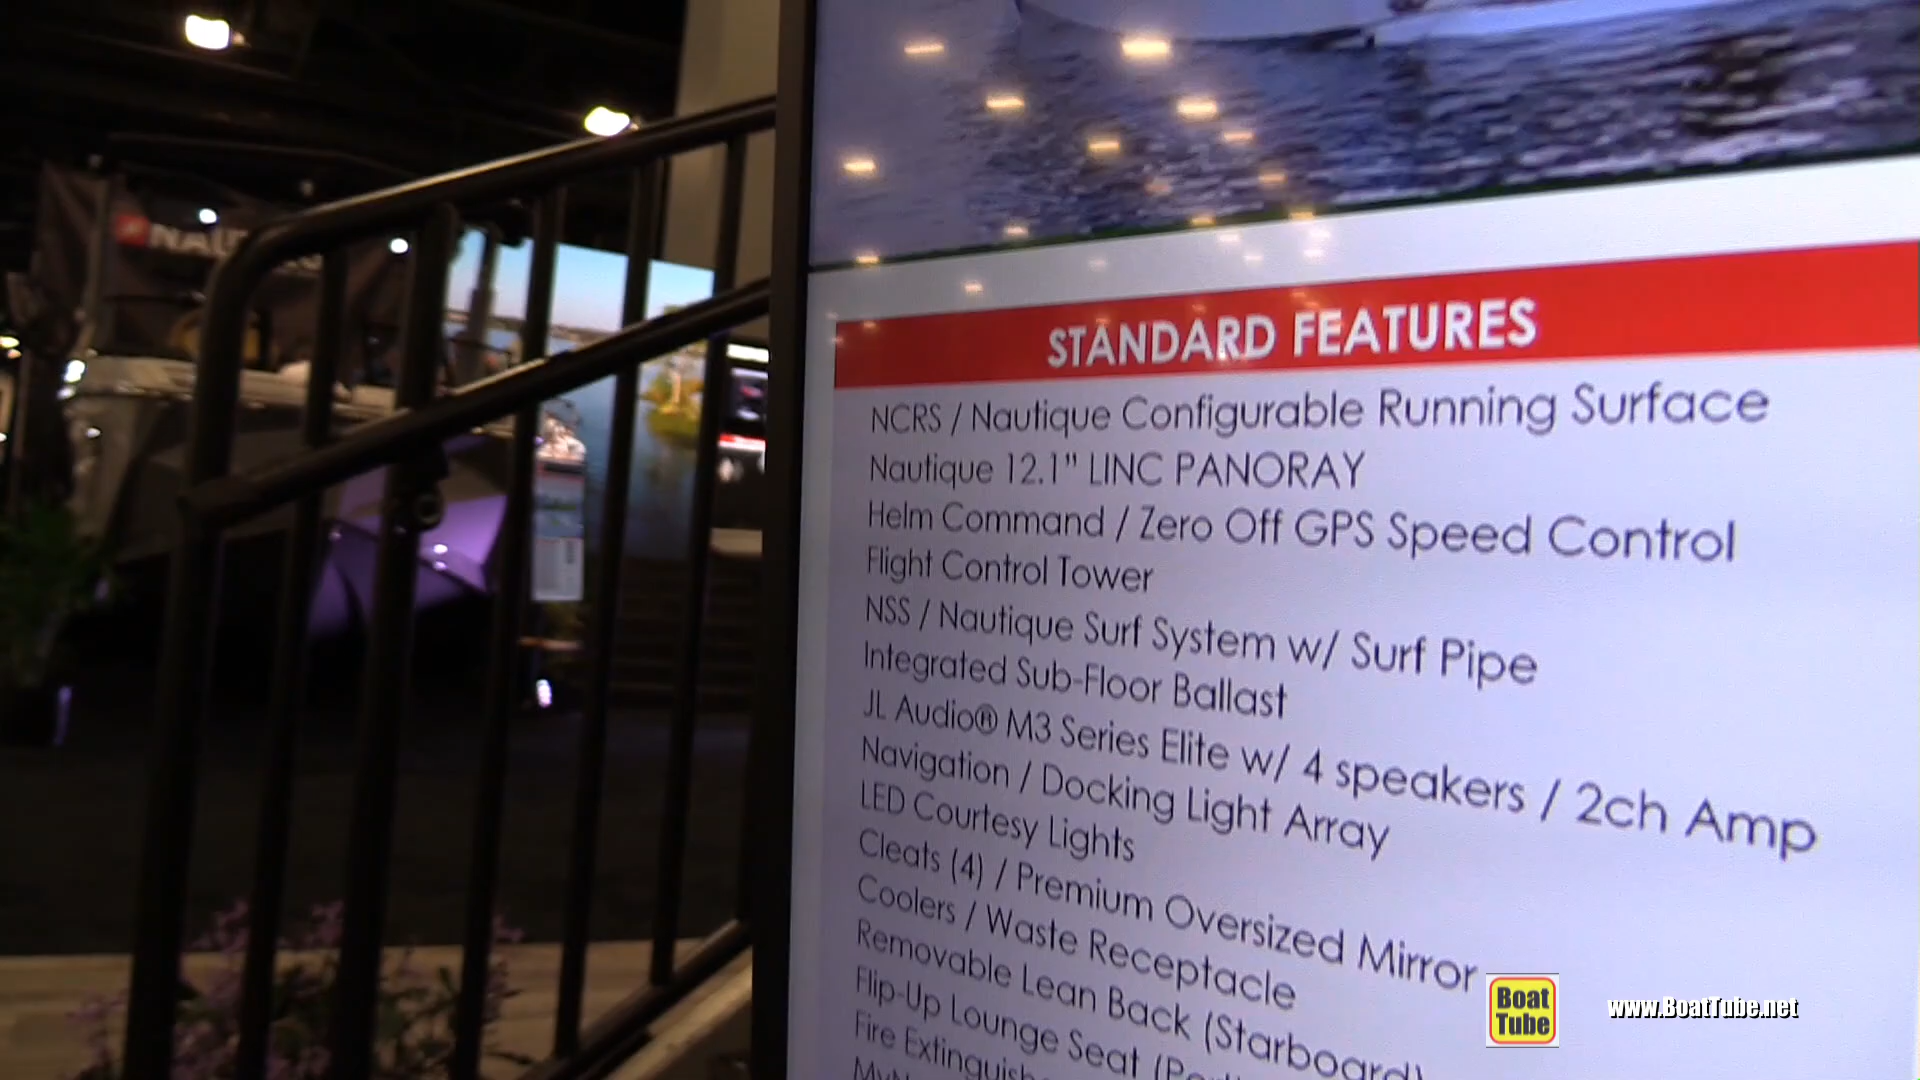 NAUTIQUE
STANDARD FEATURES
NCRS / Nautique Configurable Running Surface
Nautique 12.1" LINC PANORAY
Helm Command / Zero Off GPS Speed Control
Flight Control Tower
NSS / Nautique Surf System w/ Surf Pipe
Integrated Sub-Floor Ballast
JL Audio® M3 Series Elite w/ 4 speakers / 2ch Amp
Navigation / Docking Light Array
LED Courtesy Lights
Cleats (4) / Premium Oversized Mirror
Coolers / Waste Receptacle
Removable Lean Back (Starboard)
Flip-Up Lounge Seat
Fire
Boat
Tube
www.BoatTube.net